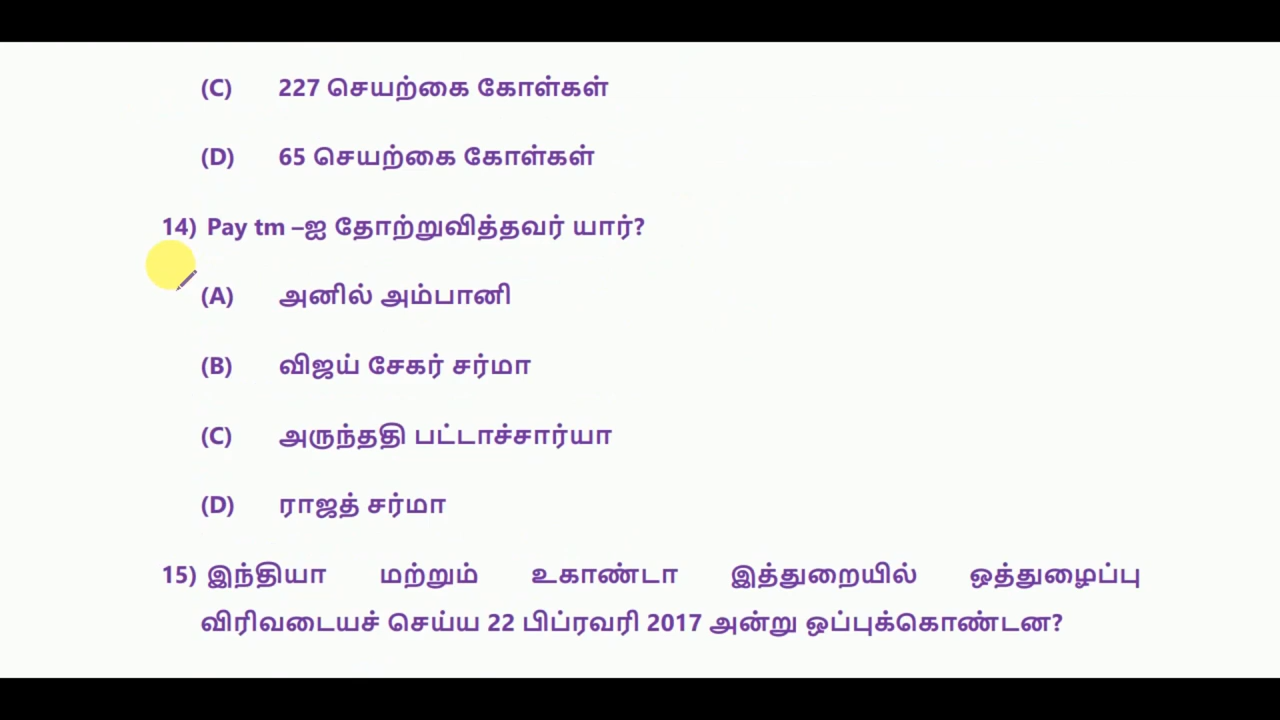 (C) 227 செயற்கை கோள்கள்
(D) 65 செயற்கை கோள்கள்
14) Pay tm –ஐ தோற்றுவித்தவர் யார்?
(A) அனில் அம்பானி
(B) விஜய் சேகர் சர்மா
(C) அருந்ததி பட்டாச்சார்யா
(D) ராஜத் சர்மா
15) இந்தியா மற்றும் உகாண்டா இத்துறையில் ஒத்துழைப்பு
விரிவடையச் செய்ய 22 பிப்ரவரி 2017 அன்று ஒப்புக்கொண்டன?